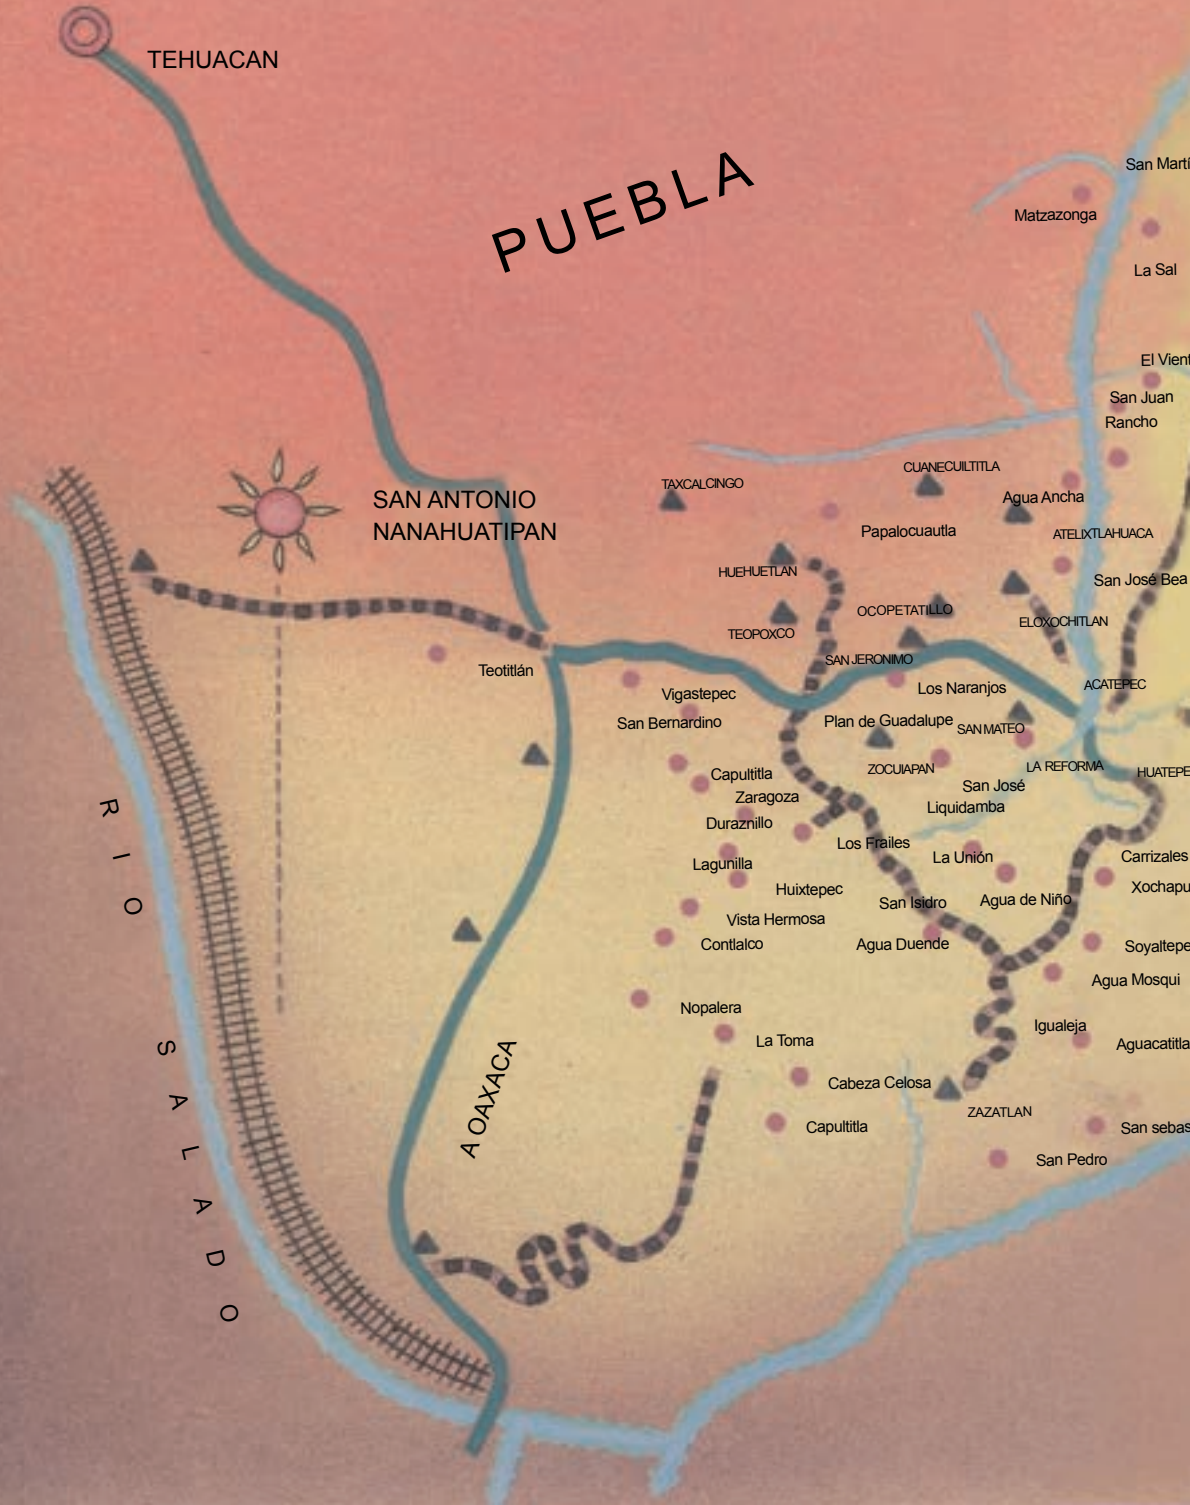 TEHUACAN
PUEBLA
San Martí
Matzazonga
La Sal
El Vient
San Juan
Rancho
CUANECUILTITLA
TAXCALCINGO
Agua Ancha
SAN ANTONIO
NANAHUATIPAN
Papalocuautla
ATELIXTLAHUACA
HUEHUETLAN
San José Bea
OCOPETATILLO
ELOXOCHITLAN
TEOPOXCO
SAN JERONIMO
Teotitlán
ACATEPEC
Los Naranjos
Vigastepec
San Bernardino
Plan de Guadalupe
SAN MATEO
ZOCUIAPAN
LA REFORMA
HUATEPE
Capultitla
San José
Liquidamba
Zaragoza
Duraznillo
Los Frailes
La Unión
Carrizales
Lagunilla
Huixtepec
Xochapu
San Isidro
Agua de Niño
Vista Hermosa
Contlalco
Agua Duende
Soyaltepe
Agua Mosqui
Nopalera
Igualeja
La Toma
Aguacatitla
Cabeza Celosa
ZAZATLAN
Capultitla
San sebas
San Pedro
A OAXACA
RIO SALADO